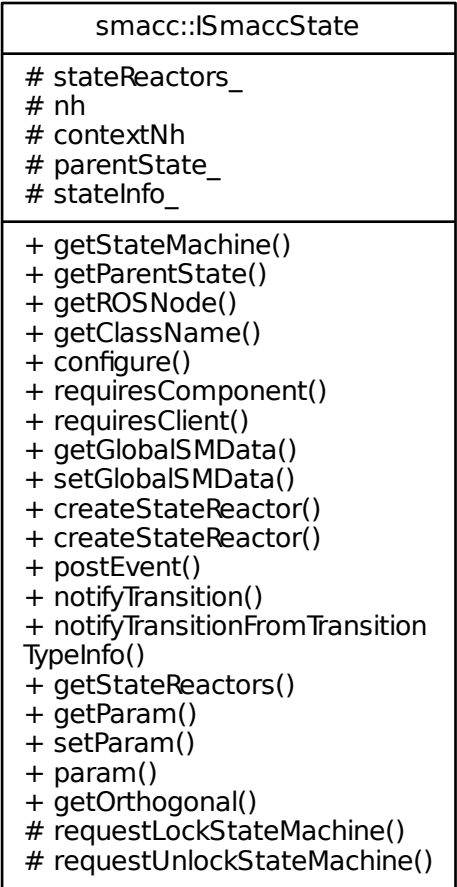 smacc::ISmaccState
# stateReactors_
# nh
# contextNh
# parentState_
# stateInfo_
+ getStateMachine()
+ getParentState()
+ getROSNode()
+ getClassName()
+ configure()
+ requiresComponent()
+ requiresClient()
+ getGlobalSMData()
+ setGlobalSMData()
+ createStateReactor()
+ createStateReactor()
+ postEvent()
+ notifyTransition()
+ notifyTransitionFromTransition
TypeInfo()
+ getStateReactors()
+ getParam()
+ setParam()
+ param()
+ getOrthogonal()
# requestLockStateMachine()
# requestUnlockStateMachine()